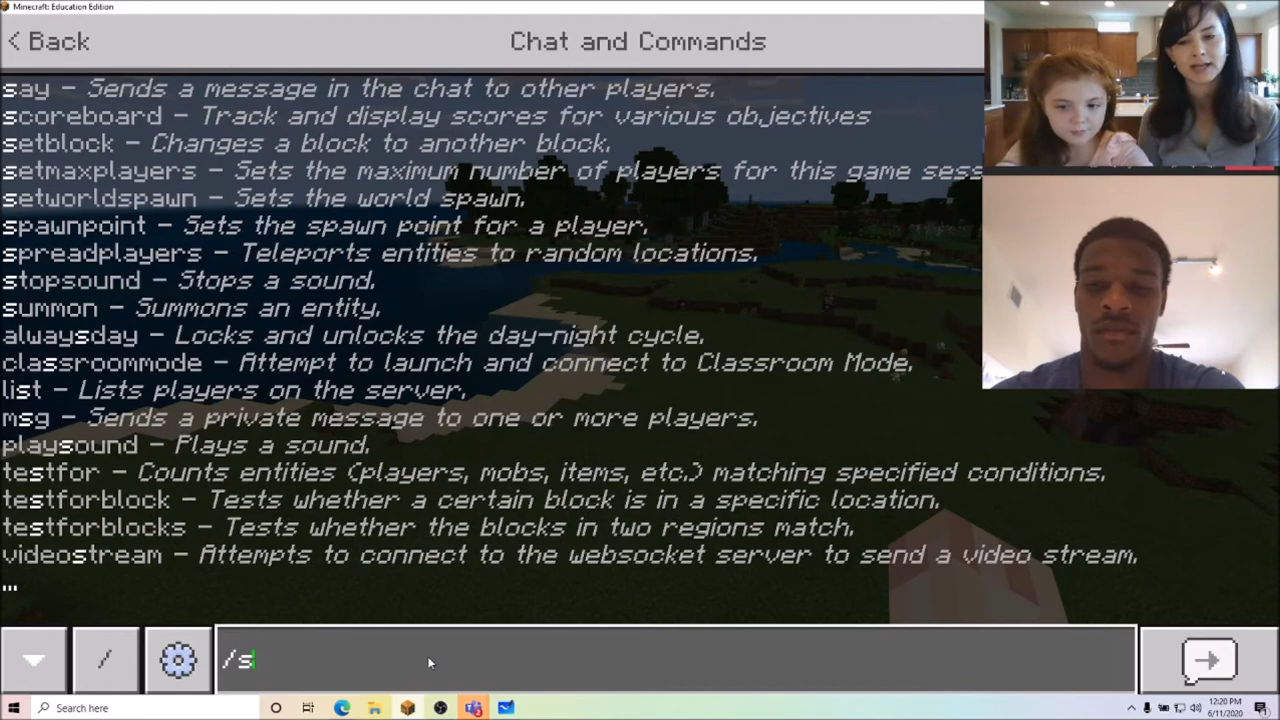 Minecraft: Education Edition
< Back
Chat and Commands
say – Sends a message in the chat to other players.
scoreboard – Track and display scores for various objectives
setblock – Changes a block to another block.
setmaxplayers – Sets the maximum number of players for this game sess
setworldspawn – Sets the world spawn.
spawnpoint – Sets the spawn point for a player.
spreadplayers – Teleports entities to random locations.
stopsound – Stops a sound.
summon – Summons an entity.
alwaysday – Locks and unlocks the day-night cycle.
classroommode – Attempt to launch and connect to Classroom Mode.
list – Lists players on the server.
msg – Sends a private message to one or more players.
playsound – Plays a sound.
testfor – Counts entities (players, mobs, items, etc.) matching specified conditions.
testforblock – Tests whether a certain block is in a specific location.
testforblocks – Tests whether the blocks in two regions match.
videostream – Attempts to connect to the websocket server to send a video stream.
...
/
/s
Search here
12:20 PM
6/11/2020